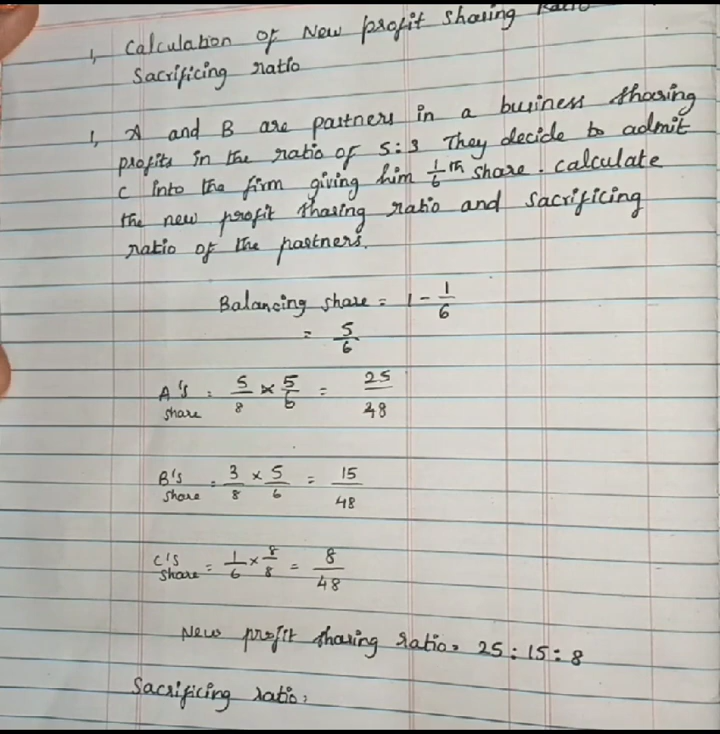 1, Calculation of New profit sharing Ratio
Sacrificing ratio
1, A and B are partners in a business sharing
profits in the ratio of 5:3 They decide to admit
C into the firm giving him 1/6 th share. calculate
the new profit sharing ratio and sacrificing
ratio of the partners.
Balancing share = 1 - 1/6
= 5/6
A's share = 5/8 × 5/6 = 25/48
B's share = 3/8 × 5/6 = 15/48
C's share = 1/6 × 8/8 = 8/48
New profit sharing ratio = 25 : 15 : 8
Sacrificing ratio =